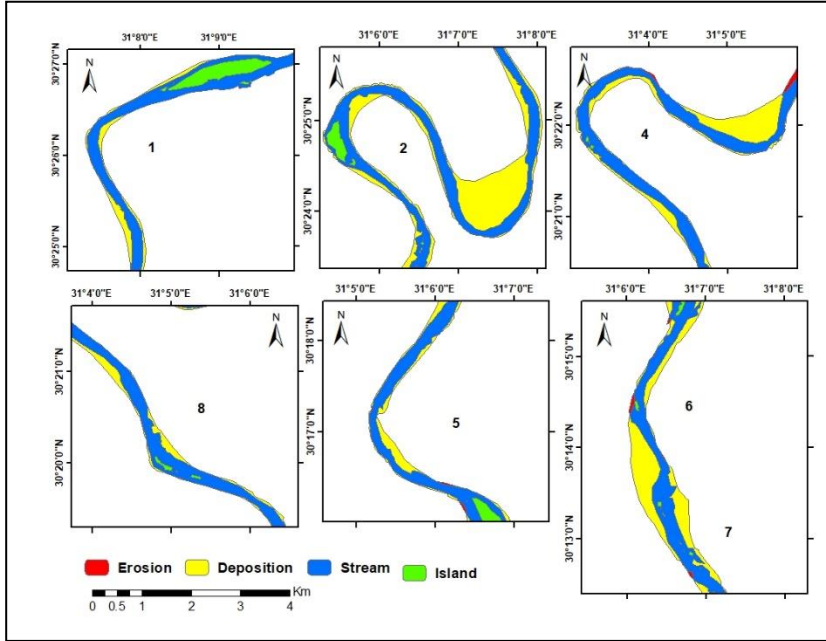 31°8'0"E 31°9'0"E
N
30°27'0"N
30°26'0"N
30°25'0"N
1
31°6'0"E 31°7'0"E 31°8'0"E
N
30°25'0"N
30°24'0"N
2
31°4'0"E 31°5'0"E
N
30°22'0"N
30°21'0"N
4
31°4'0"E 31°5'0"E 31°6'0"E
N
30°21'0"N
30°20'0"N
8
31°5'0"E 31°6'0"E 31°7'0"E
N
30°18'0"N
30°17'0"N
5
31°6'0"E 31°7'0"E 31°8'0"E
N
30°15'0"N
30°14'0"N
30°13'0"N
6
7
Erosion Deposition Stream Island
Km
0 0.5 1 2 3 4